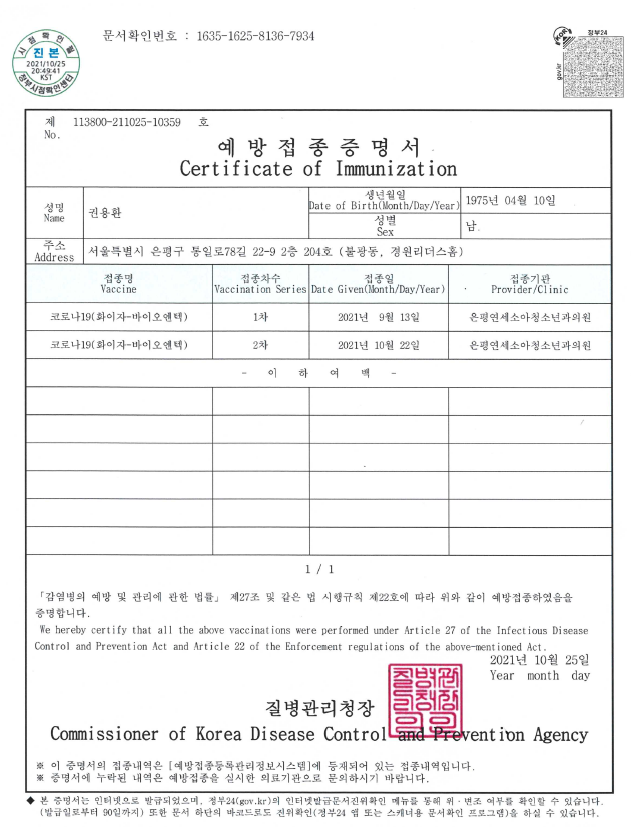 문서확인번호 : 1635-1625-8136-7934
시점확인필
진본
2021/10/25
20:49:41
KST
정부시점확인센터
정부24
gov.kr
제 113800-211025-10359 호
No.
예방접종증명서
Certificate of Immunization
성명
Name
권용환
생년월일
Date of Birth(Month/Day/Year)
1975년 04월 10일
성별
Sex
남
주소
Address
서울특별시 은평구 통일로78길 22-9 2층 204호 (불광동, 경원리더스홈)
접종명 접종차수 접종일 접종기관
Vaccine Vaccination Series Date Given(Month/Day/Year) Provider/Clinic
코로나19(화이자-바이오엔텍) 1차 2021년 9월 13일 은평연세소아청소년과의원
코로나19(화이자-바이오엔텍) 2차 2021년 10월 22일 은평연세소아청소년과의원
- 이 하 여 백 -
1 / 1
「감염병의 예방 및 관리에 관한 법률」 제27조 및 같은 법 시행규칙 제22호에 따라 위와 같이 예방접종하였음을
증명합니다.
We hereby certify that all the above vaccinations were performed under Article 27 of the Infectious Disease
Control and Prevention Act and Article 22 of the Enforcement regulations of the above-mentioned Act.
2021년 10월 25일
Year month day
질병관리청장
Commissioner of Korea Disease Control and Prevention Agency
※ 이 증명서의 접종내역은 [예방접종등록관리정보시스템]에 등재되어 있는 접종내역입니다.
※ 증명서에 누락된 내역은 예방접종을 실시한 의료기관으로 문의하시기 바랍니다.
◆ 본 증명서는 인터넷으로 발급되었으며, 정부24(gov.kr)의 인터넷발급문서진위확인 메뉴를 통해 위·변조 여부를 확인할 수 있습니다.
(발급일로부터 90일까지) 또한 문서 하단의 바코드로도 진위확인(정부24 앱 또는 스캐너용 문서확인 프로그램)을 하실 수 있습니다.